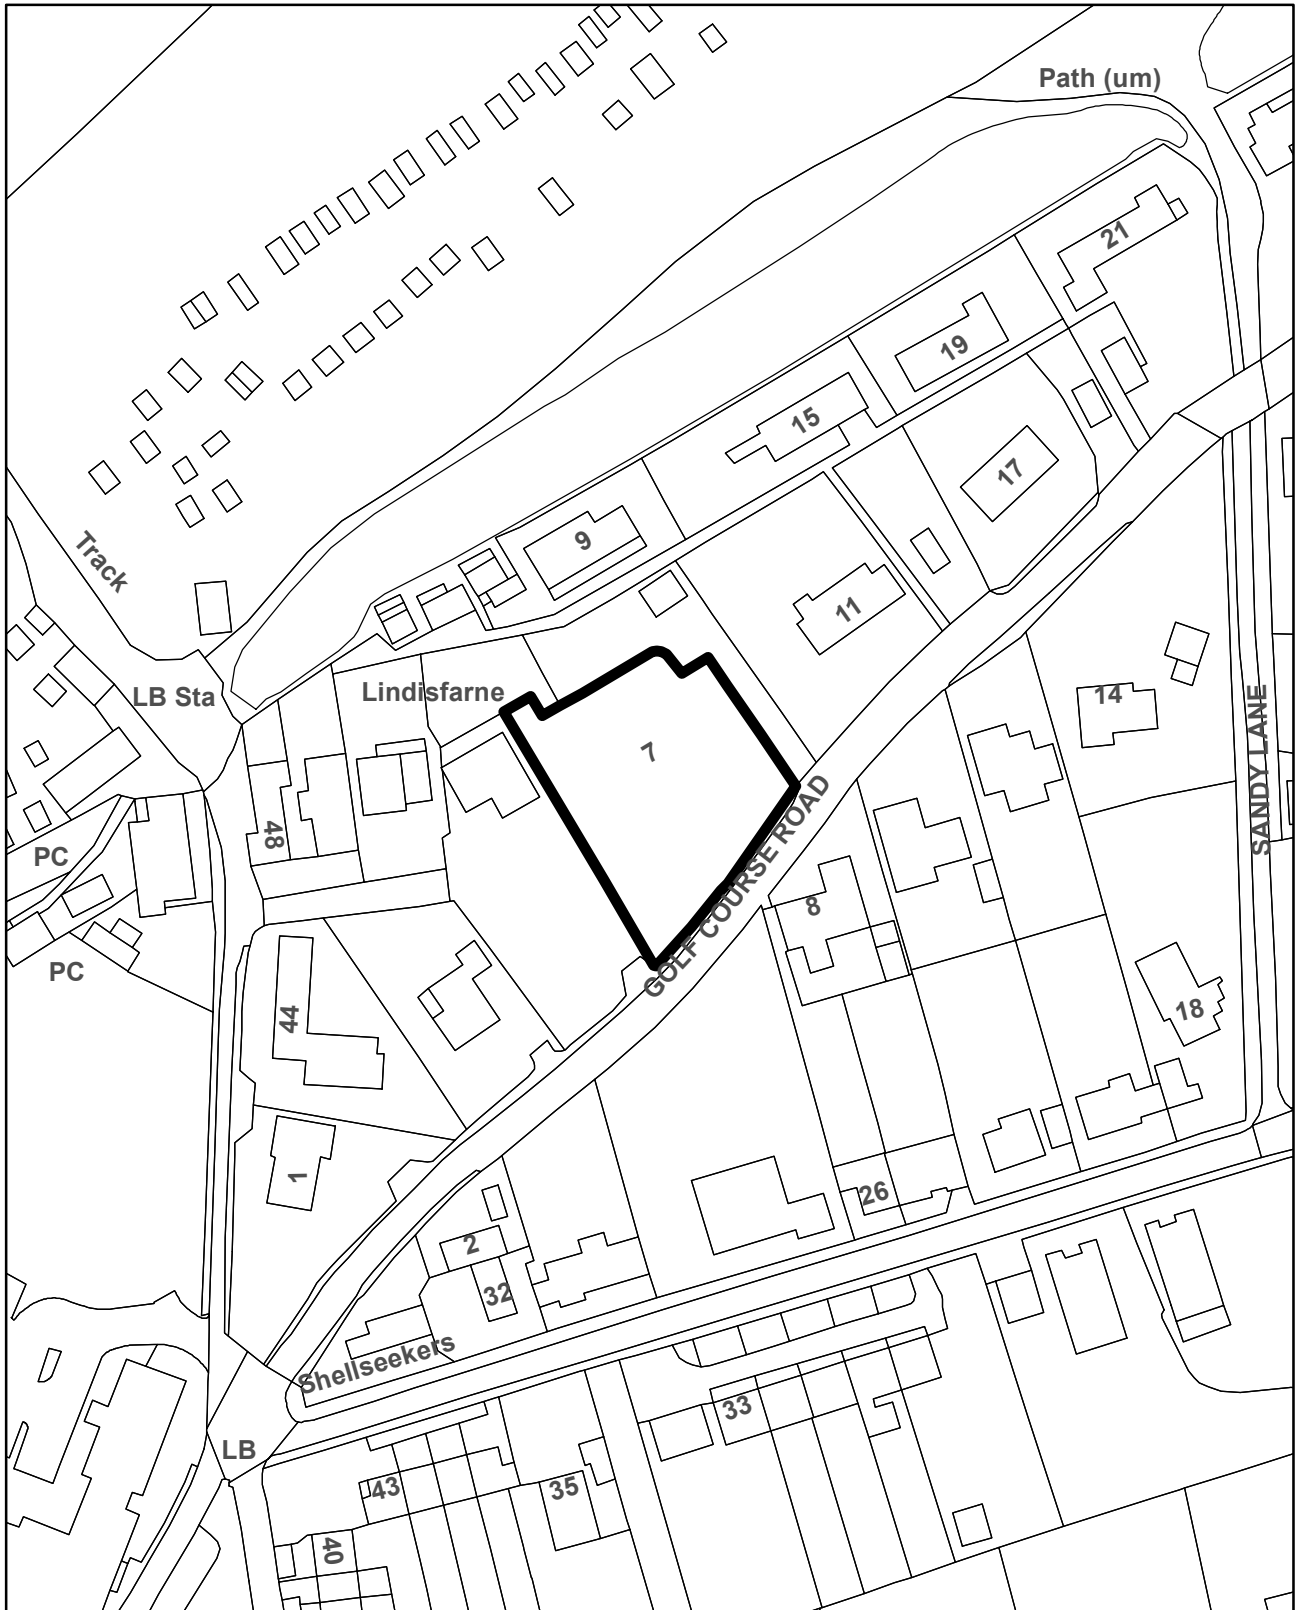 Path (um)
21
19
15
17
9
Track
11
LB Sta
Lindisfarne
14
7
SANDY LANE
GOLF COURSE ROAD
48
PC
8
PC
44
18
1
26
2
32
Shellseekers
33
LB
43
35
40